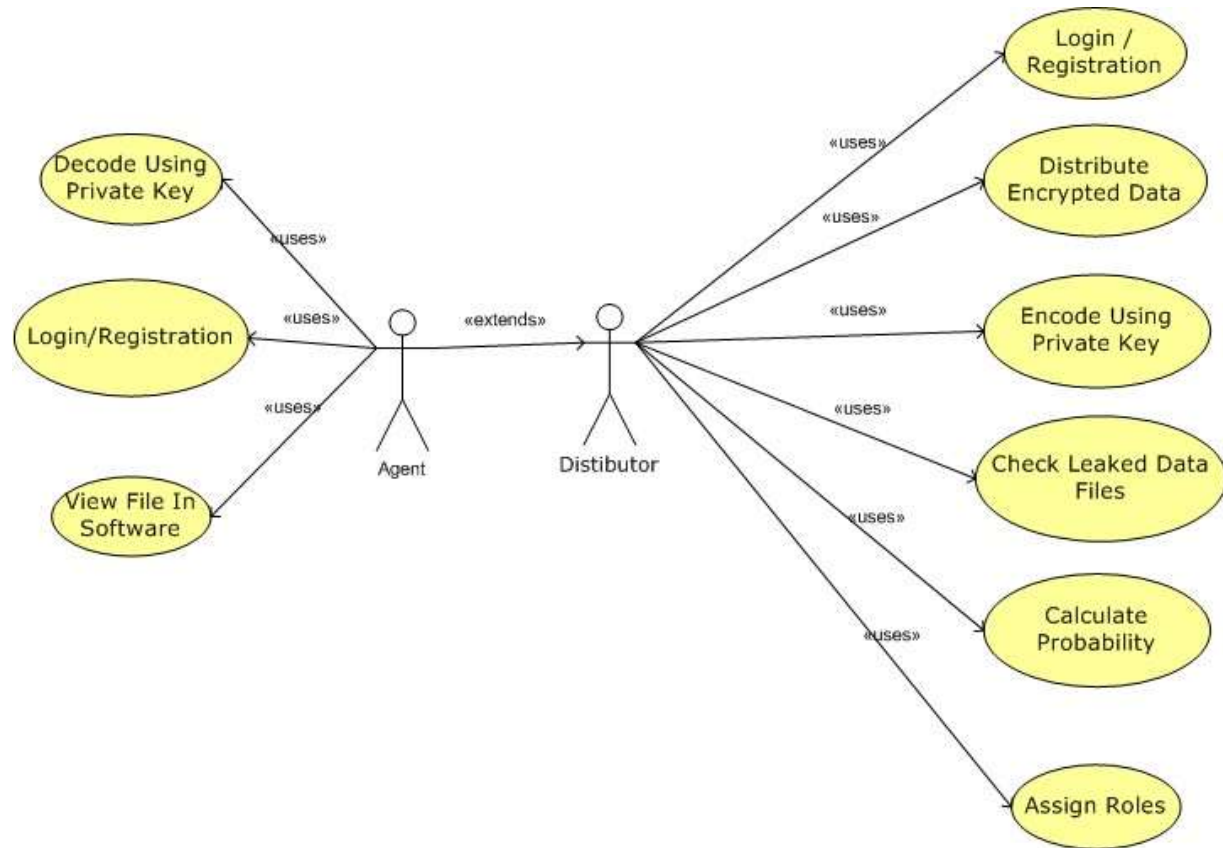 Login /
Registration
«uses»
Decode Using
Private Key
Distribute
Encrypted Data
«uses»
«uses»
Login/Registration
«uses»
«extends»
«uses»
Encode Using
Private Key
«uses»
«uses»
Agent
Distibutor
Check Leaked Data
Files
View File In
Software
«uses»
Calculate
Probability
«uses»
Assign Roles